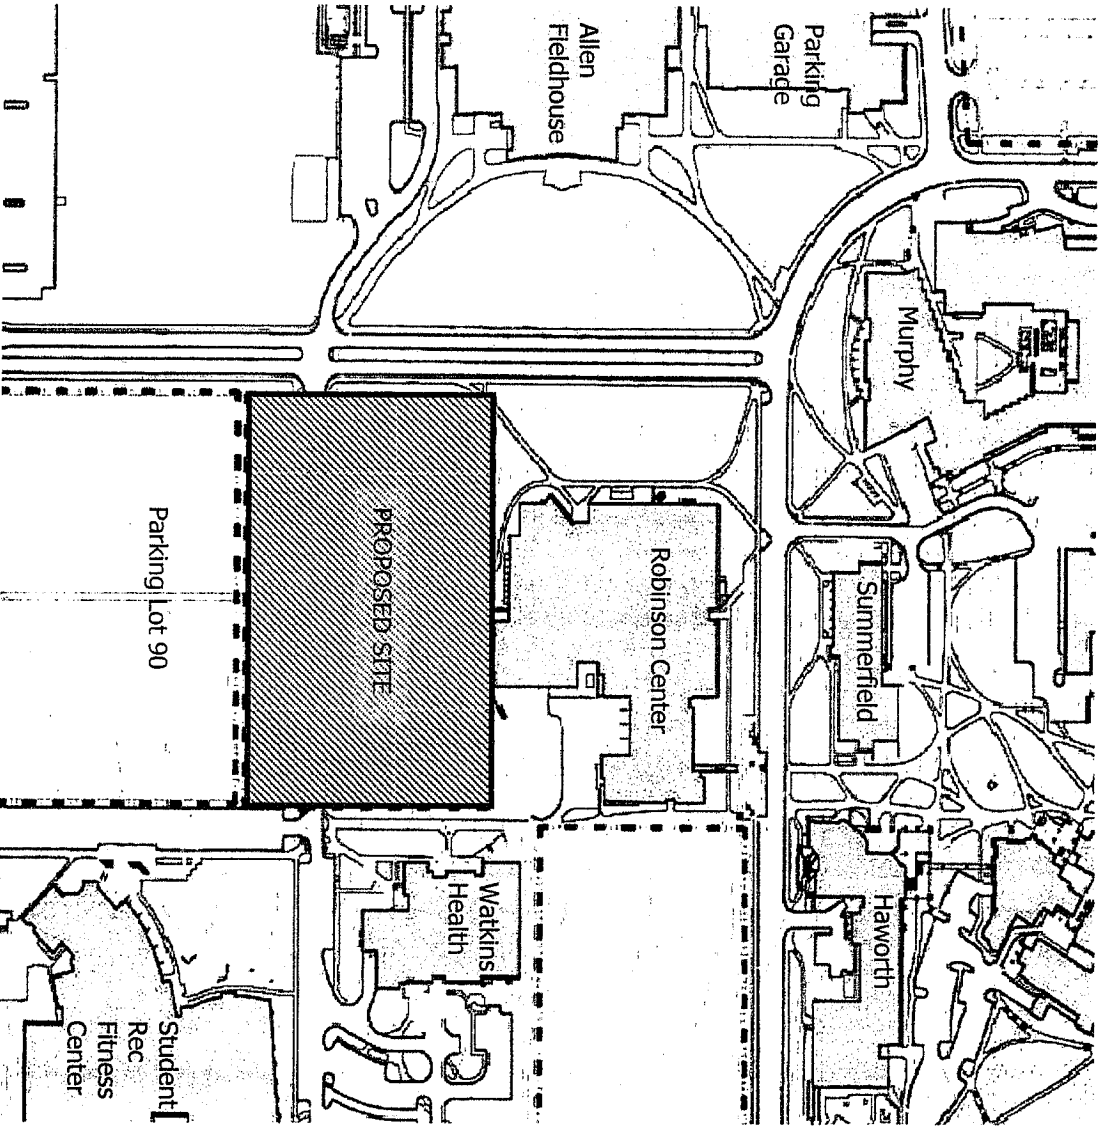 Allen
Fieldhouse
Parking
Garage
Murphy
PROPOSED SITE
Parking Lot 90
Robinson Center
Summerfield
Watkins
Health
Haworth
Student
Rec
Fitness
Center